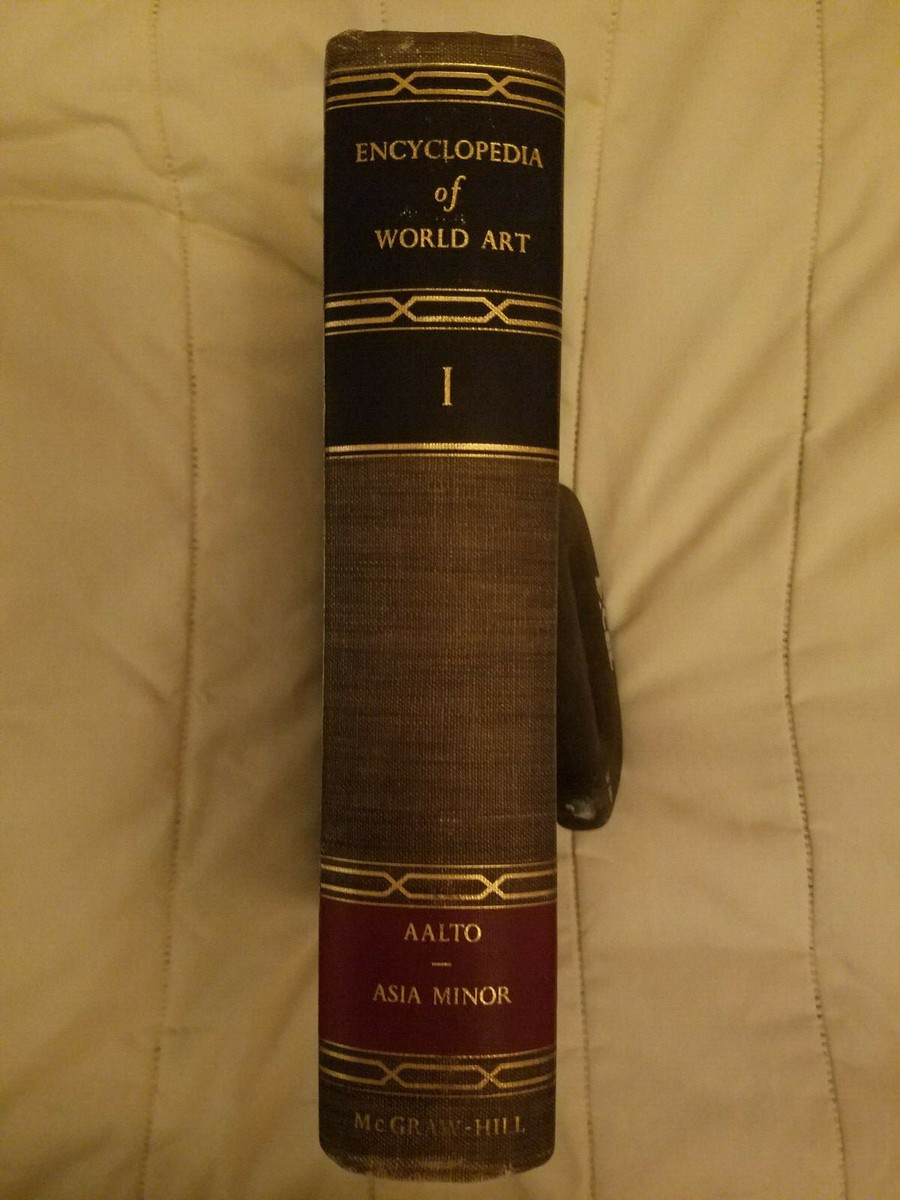 ENCYCLOPEDIA
of
WORLD ART
I
AALTO
—
ASIA MINOR
McGRAW-HILL